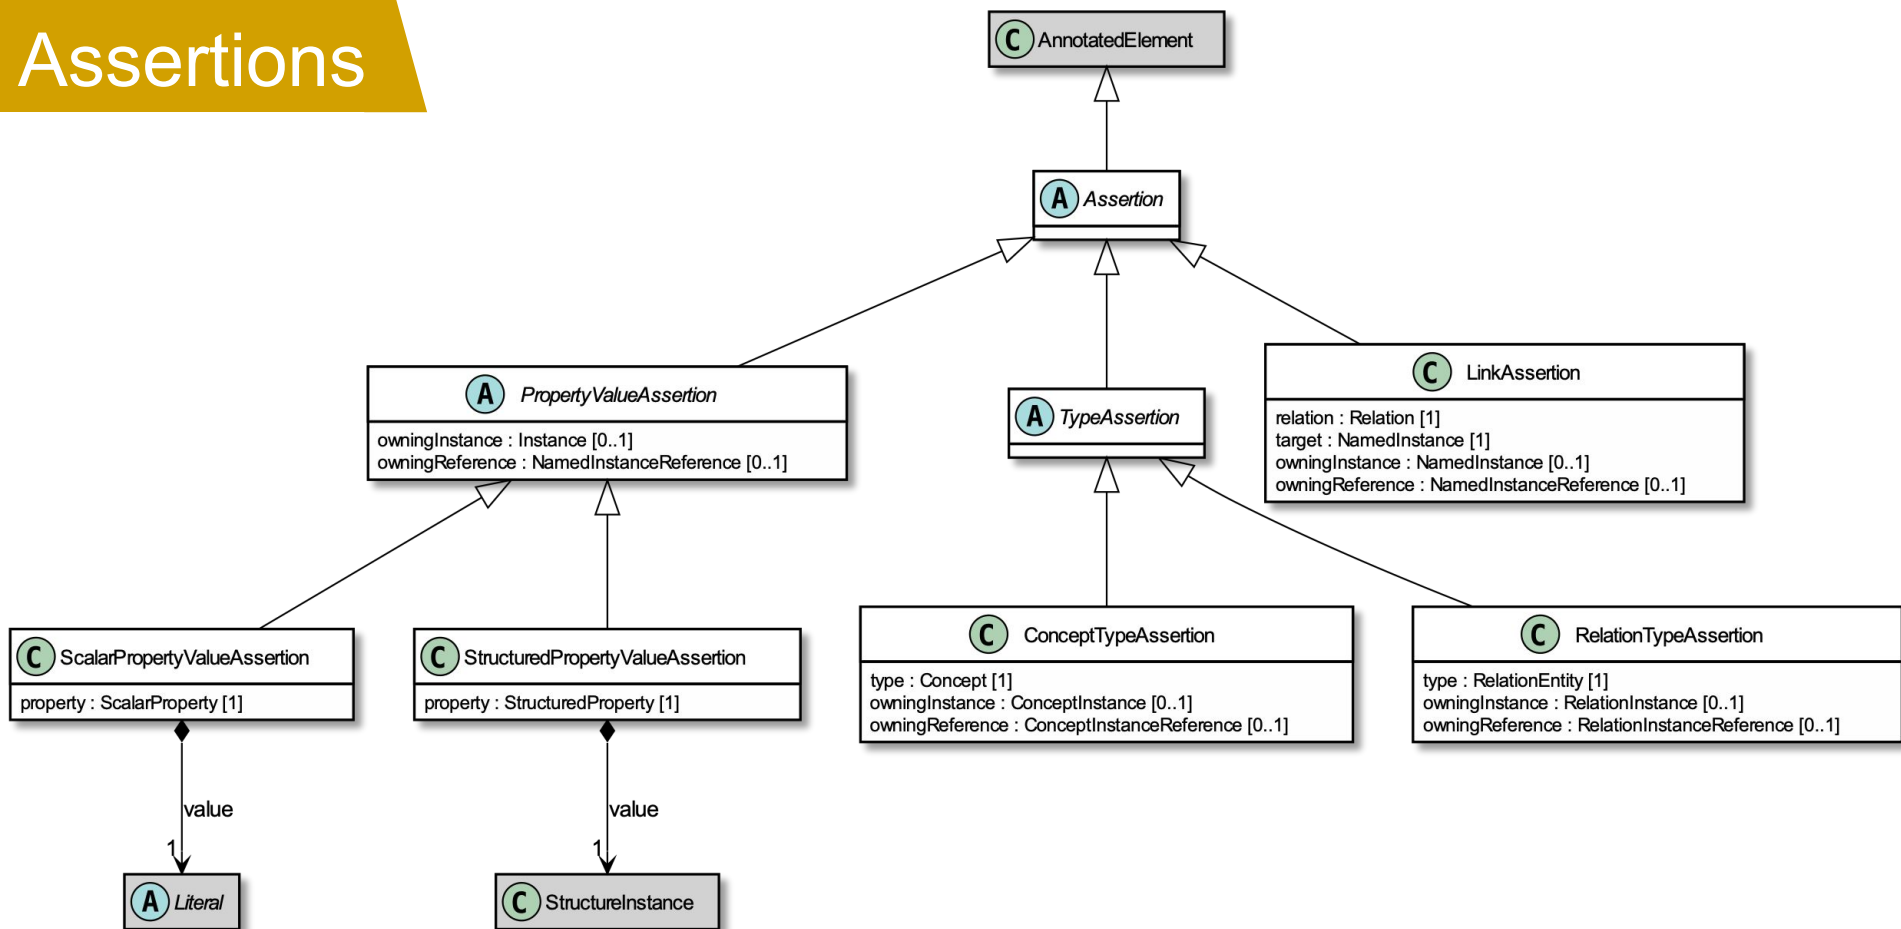 Assertions
C AnnotatedElement
A Assertion
A PropertyValueAssertion
owningInstance : Instance [0..1]
owningReference : NamedInstanceReference [0..1]
A TypeAssertion
C LinkAssertion
relation : Relation [1]
target : NamedInstance [1]
owningInstance : NamedInstance [0..1]
owningReference : NamedInstanceReference [0..1]
C ScalarPropertyValueAssertion
property : ScalarProperty [1]
C StructuredPropertyValueAssertion
property : StructuredProperty [1]
C ConceptTypeAssertion
type : Concept [1]
owningInstance : ConceptInstance [0..1]
owningReference : ConceptInstanceReference [0..1]
C RelationTypeAssertion
type : RelationEntity [1]
owningInstance : RelationInstance [0..1]
owningReference : RelationInstanceReference [0..1]
value
1
value
1
A Literal
C StructureInstance